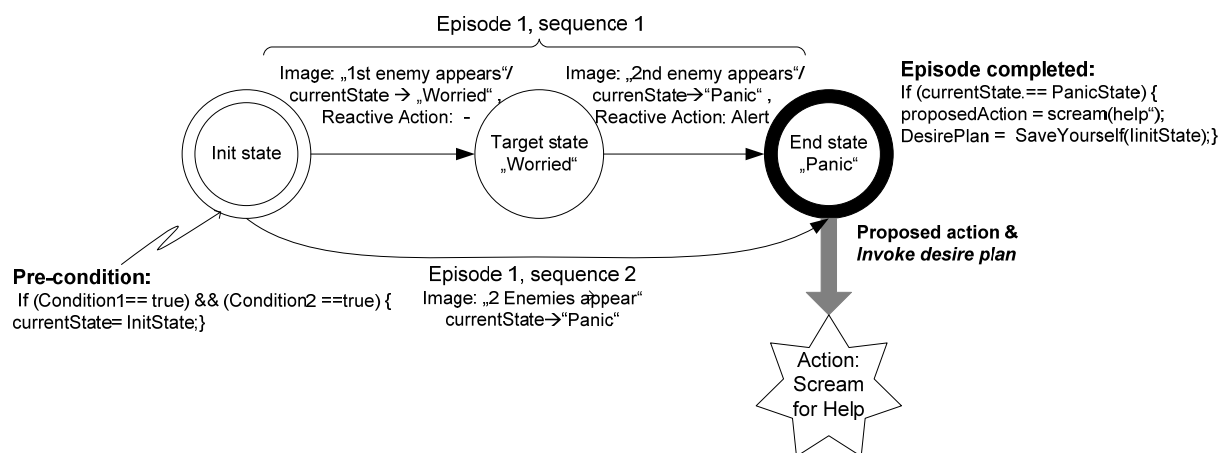 Episode 1, sequence 1
Image: „1st enemy appears“/
currentState → „Worried“ ,
Reactive Action: -
Image: „2nd enemy appears“/
currenState→“Panic“ ,
Reactive Action: Alert
Episode completed:
If (currentState.== PanicState) {
proposedAction = scream(help“);
DesirePlan = SaveYourself(IinitState);}
Init state
Target state
„Worried“
End state
„Panic“
Pre-condition:
If (Condition1== true) && (Condition2 ==true) {
currentState= InitState;}
Episode 1, sequence 2
Image: „2 Enemies appear“
currentState→“Panic“
Proposed action &
Invoke desire plan
Action:
Scream
for Help